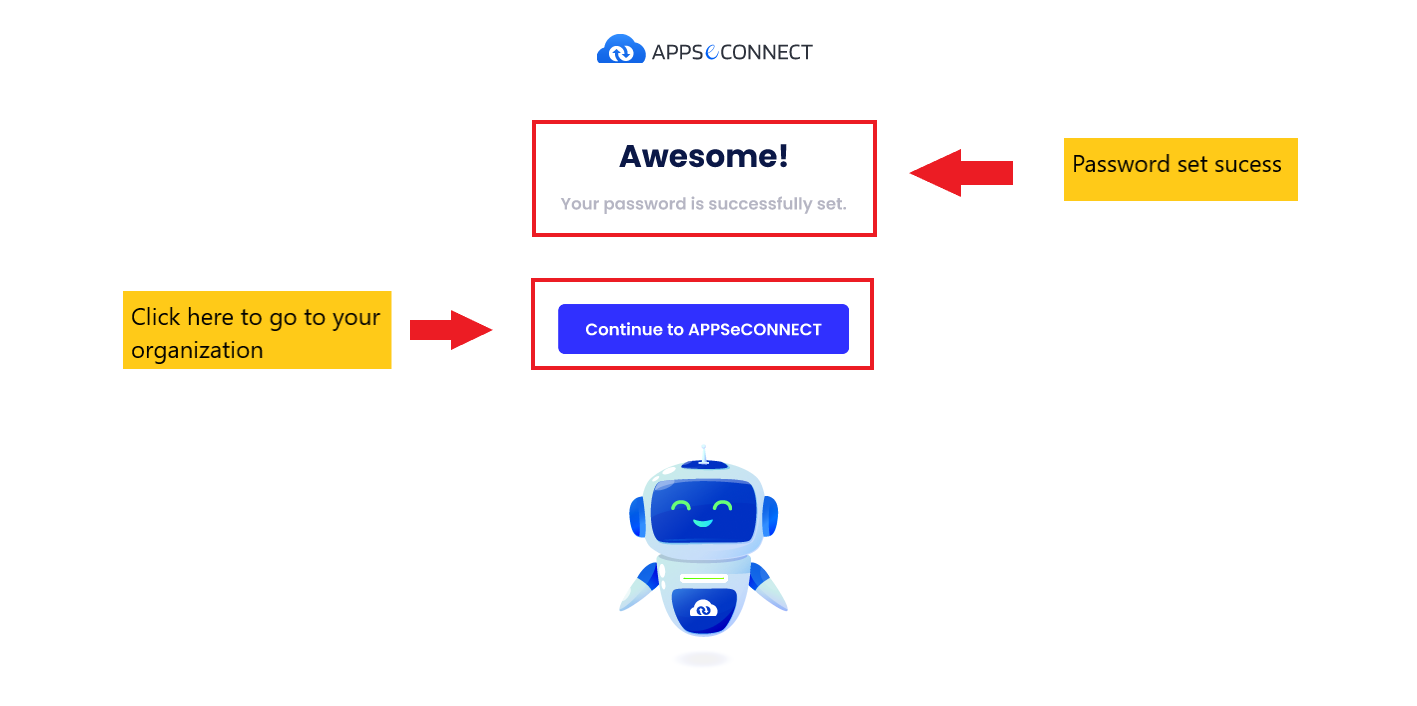 APPSeCONNECT
Awesome!
Your password is successfully set.
Password set sucess
Click here to go to your
organization
Continue to APPSeCONNECT